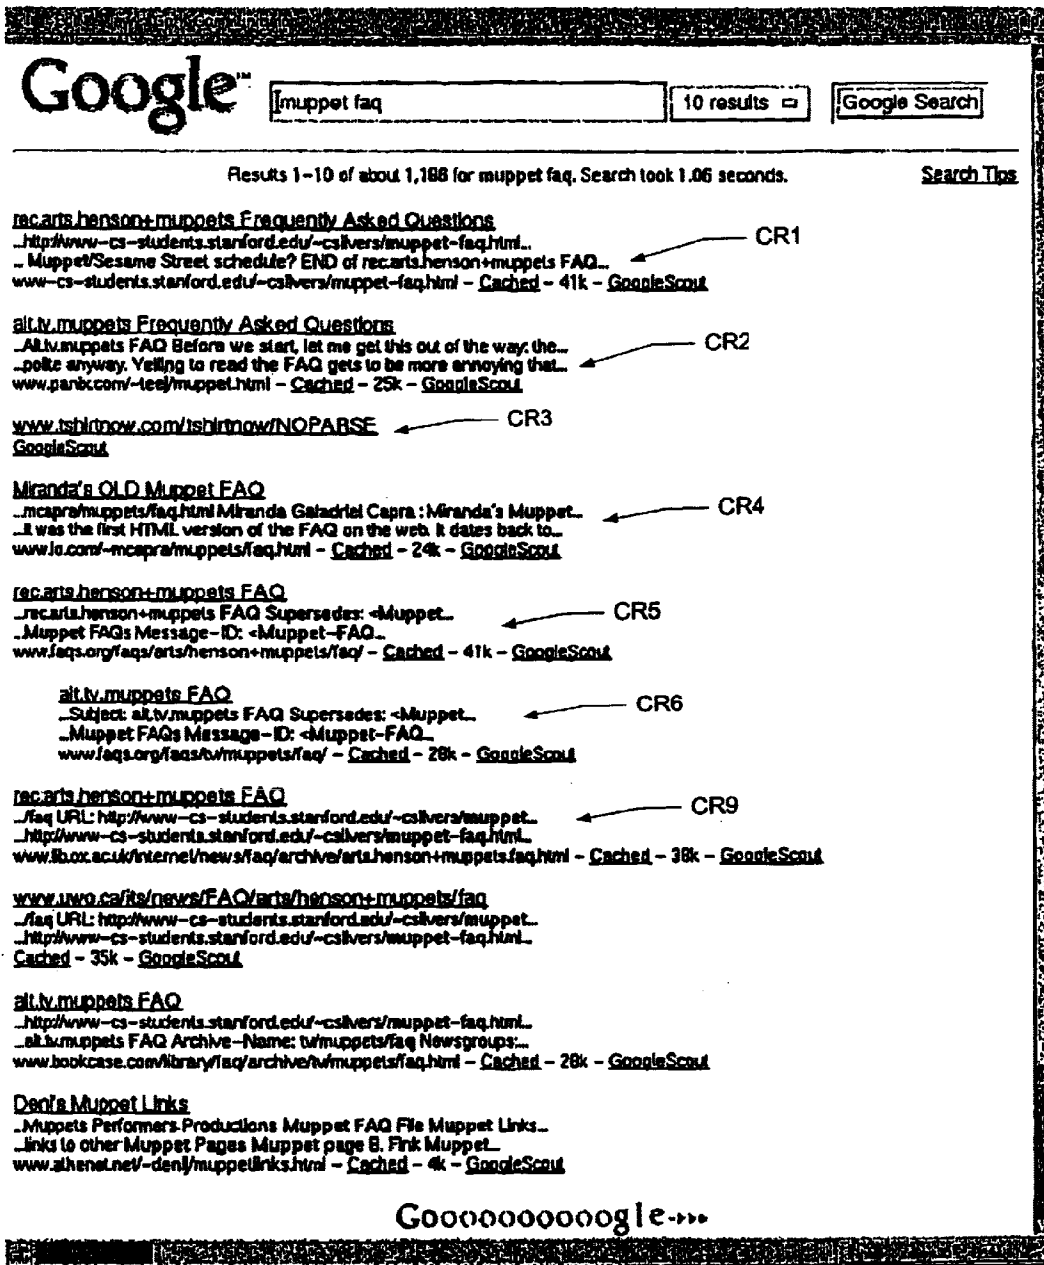 Google™
muppet faq
10 results
Google Search
Results 1-10 of about 1,186 for muppet faq. Search took 1.06 seconds.
Search Tips
rec.arts.henson+muppets Frequently Asked Questions
...http://www-cs-students.stanford.edu/~csilvers/muppet-faq.html...
CR1
... Muppet/Sesame Street schedule? END of rec.arts.henson+muppets FAQ...
www-cs-students.stanford.edu/~csilvers/muppet-faq.html - Cached - 41k - GoogleScout
alt.tv.muppets Frequently Asked Questions
...Alt.tv.muppets FAQ Before we start, let me get this out of the way: the...
CR2
...polite anyway. Yelling to read the FAQ gets to be more annoying that...
www.panix.com/~teej/muppet.html - Cached - 25k - GoogleScout
www.tshirtnow.com/tshirtnow/NOPARSE
CR3
GoogleScout
Miranda's OLD Muppet FAQ
...mcapra/muppets/faq.html Miranda Galadriel Capra : Miranda's Muppet...
CR4
...it was the first HTML version of the FAQ on the web. It dates back to...
www.io.com/~mcapra/muppets/faq.html - Cached - 24k - GoogleScout
rec.arts.henson+muppets FAQ
...rec.arts.henson+muppets FAQ Supersedes: <Muppet...
CR5
...Muppet FAQs Message-ID: <Muppet-FAQ...
www.faqs.org/faqs/arts/henson+muppets/faq/ - Cached - 41k - GoogleScout
alt.tv.muppets FAQ
...Subject: alt.tv.muppets FAQ Supersedes: <Muppet...
CR6
...Muppet FAQs Message-ID: <Muppet-FAQ...
www.faqs.org/faqs/tv/muppets/faq/ - Cached - 28k - GoogleScout
rec.arts.henson+muppets FAQ
.../faq URL: http://www-cs-students.stanford.edu/~csilvers/muppet...
CR9
...http://www-cs-students.stanford.edu/~csilvers/muppet-faq.html...
www.lib.ox.ac.uk/internet/news/faq/archive/arts.henson+muppets.faq.html - Cached - 38k - GoogleScout
www.uwo.ca/its/news/FAQ/arts/henson+muppets/faq
.../faq URL: http://www-cs-students.stanford.edu/~csilvers/muppet...
...http://www-cs-students.stanford.edu/~csilvers/muppet-faq.html...
Cached - 35k - GoogleScout
alt.tv.muppets FAQ
...http://www-cs-students.stanford.edu/~csilvers/muppet-faq.html...
...alt.tv.muppets FAQ Archive-Name: tv/muppets/faq Newsgroups:...
www.bookcase.com/library/faq/archive/tv/muppets/faq.html - Cached - 28k - GoogleScout
Deni's Muppet Links
...Muppets Performers Productions Muppet FAQ File Muppet Links...
...links to other Muppet Pages Muppet page B. Fink Muppet...
www.athenet.net/~denij/muppetlinks.html - Cached - 4k - GoogleScout
Gooooooooooogle